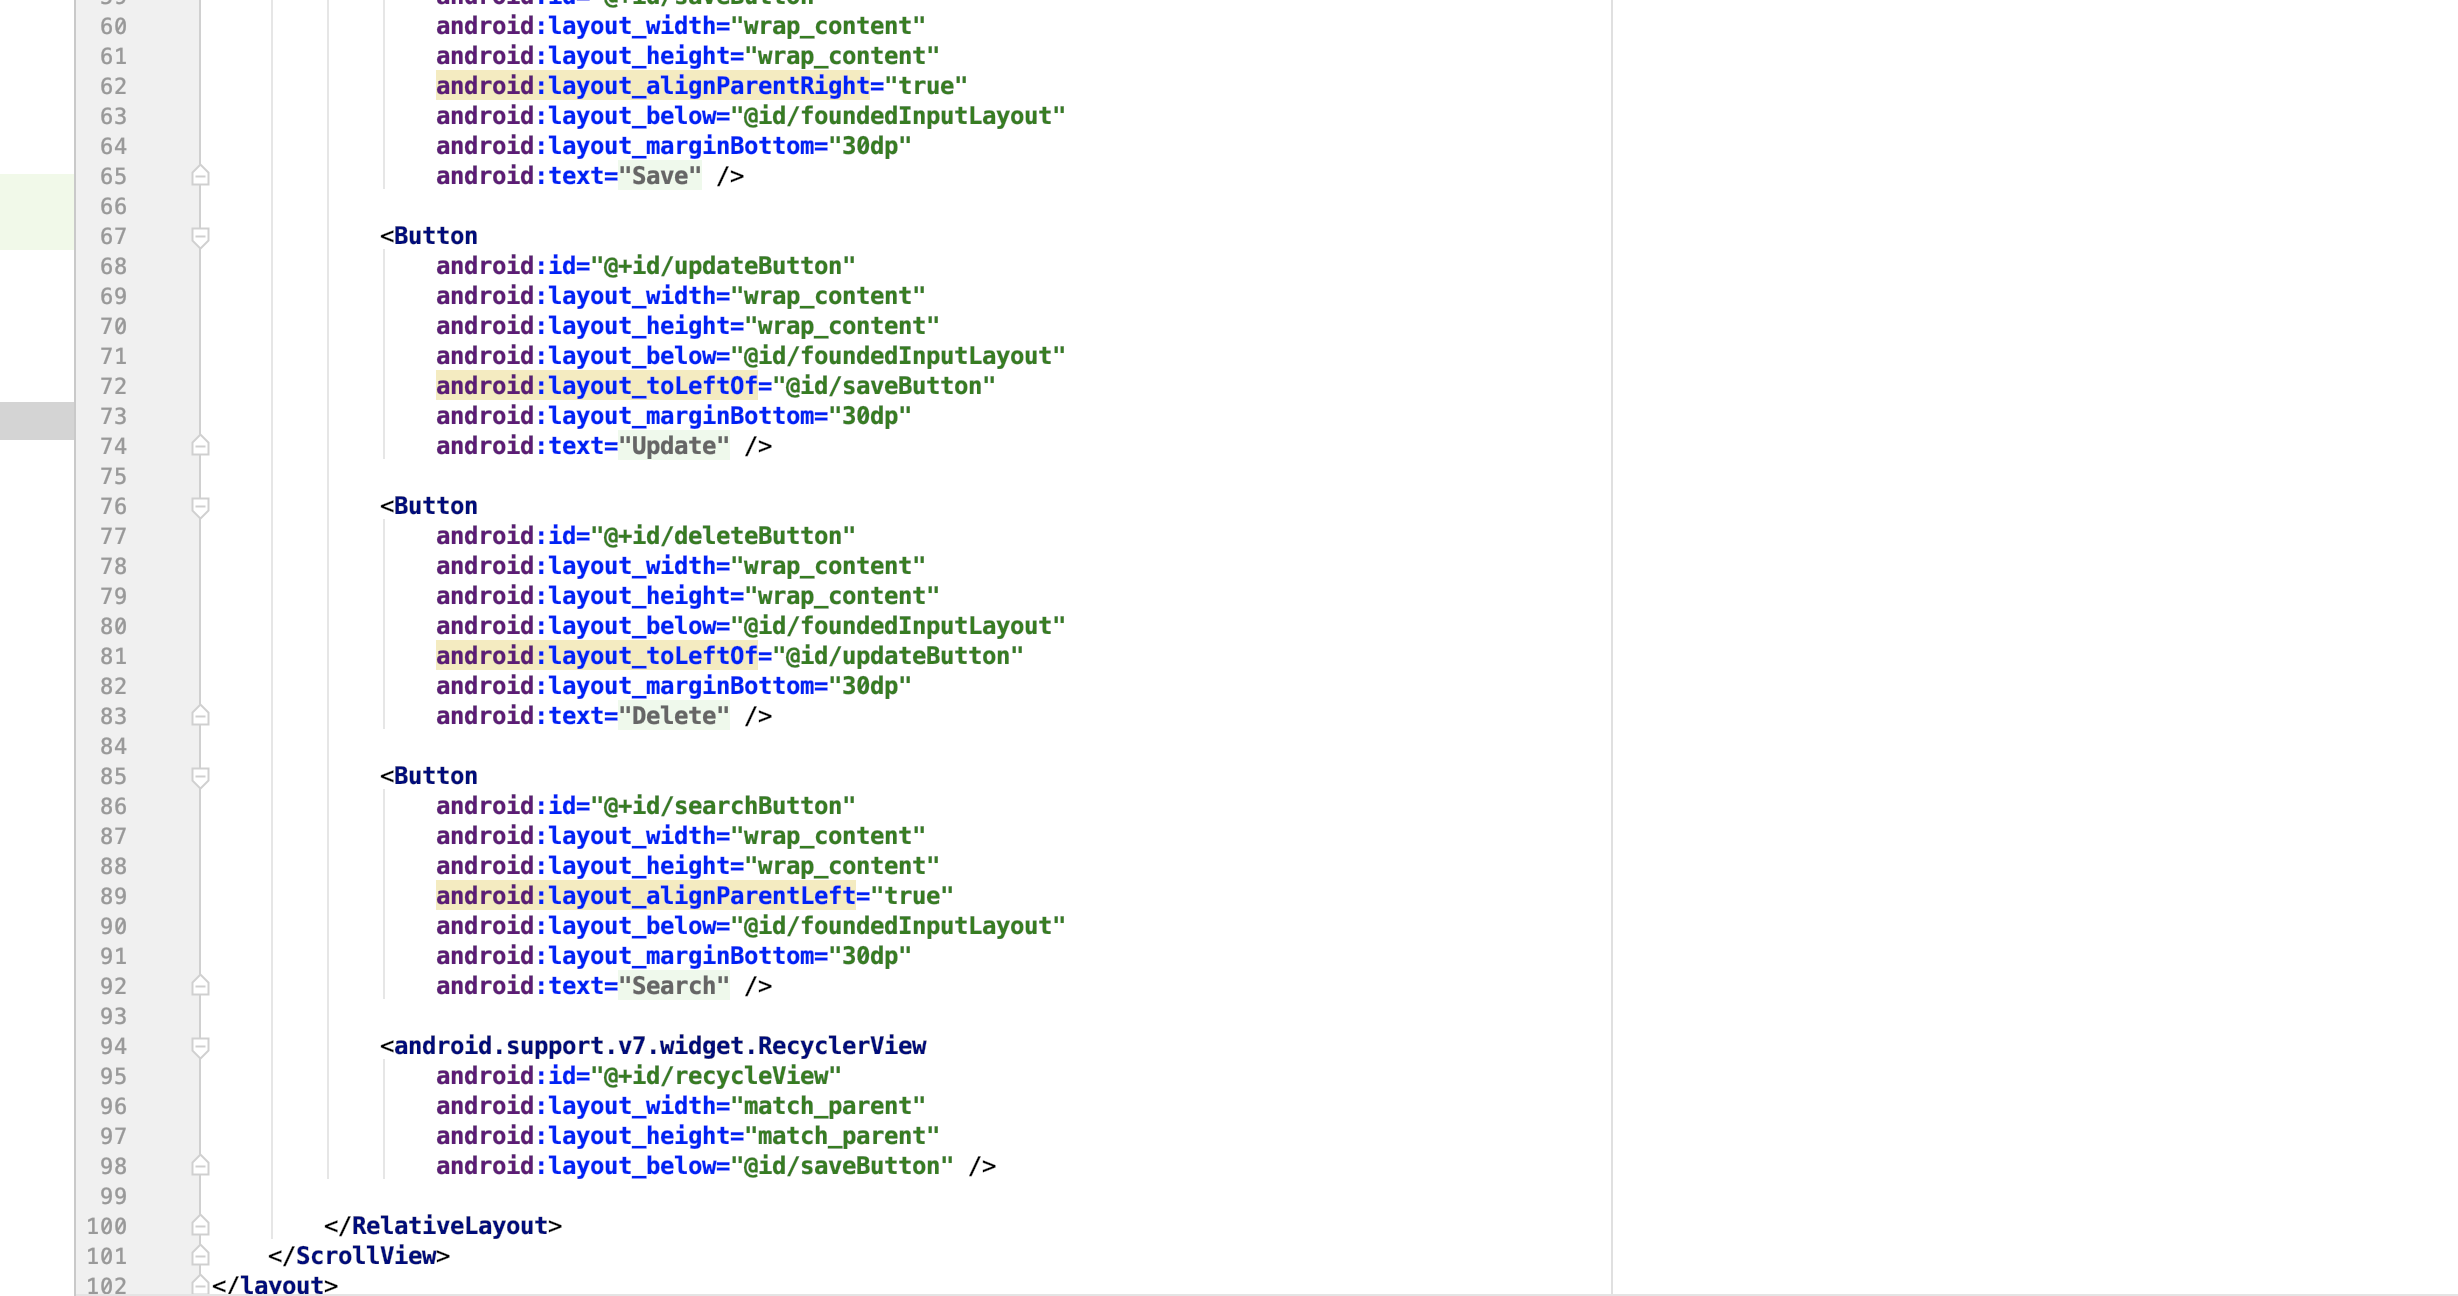 59 android:id="@+id/saveButton"
60 android:layout_width="wrap_content"
61 android:layout_height="wrap_content"
62 android:layout_alignParentRight="true"
63 android:layout_below="@id/foundedInputLayout"
64 android:layout_marginBottom="30dp"
65 android:text="Save" />
66
67 <Button
68 android:id="@+id/updateButton"
69 android:layout_width="wrap_content"
70 android:layout_height="wrap_content"
71 android:layout_below="@id/foundedInputLayout"
72 android:layout_toLeftOf="@id/saveButton"
73 android:layout_marginBottom="30dp"
74 android:text="Update" />
75
76 <Button
77 android:id="@+id/deleteButton"
78 android:layout_width="wrap_content"
79 android:layout_height="wrap_content"
80 android:layout_below="@id/foundedInputLayout"
81 android:layout_toLeftOf="@id/updateButton"
82 android:layout_marginBottom="30dp"
83 android:text="Delete" />
84
85 <Button
86 android:id="@+id/searchButton"
87 android:layout_width="wrap_content"
88 android:layout_height="wrap_content"
89 android:layout_alignParentLeft="true"
90 android:layout_below="@id/foundedInputLayout"
91 android:layout_marginBottom="30dp"
92 android:text="Search" />
93
94 <android.support.v7.widget.RecyclerView
95 android:id="@+id/recycleView"
96 android:layout_width="match_parent"
97 android:layout_height="match_parent"
98 android:layout_below="@id/saveButton" />
99
100 </RelativeLayout>
101 </ScrollView>
102 </layout>